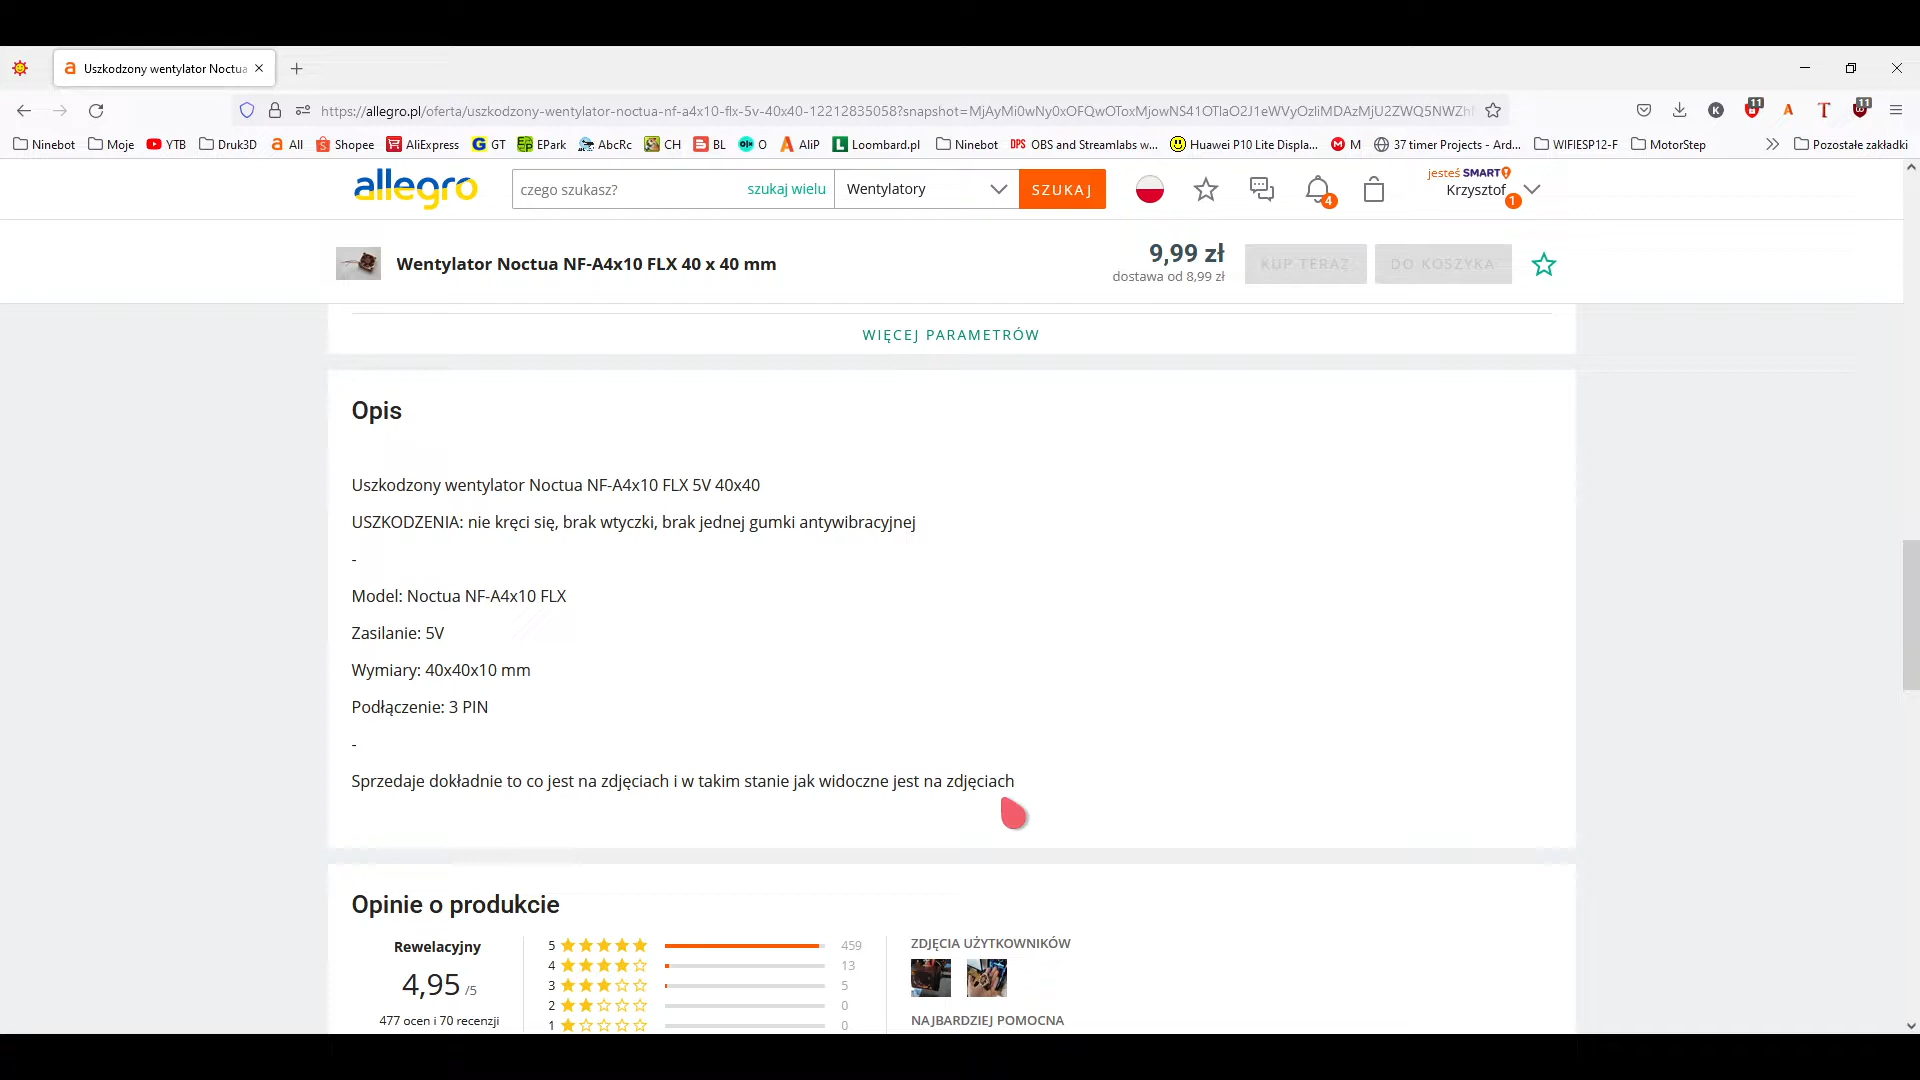 Uszkodzony wentylator Noctua
https://allegro.pl/oferta/uszkodzony-wentylator-noctua-nf-a4x10-flx-5v-40x40-12212835058?snapshot=
11
11
Ninebot Moje YTB Druk3D All Shopee AliExpress GT EPark AbcRc CH BL O AliP Loombard.pl Ninebot OBS and Streamlabs w... Huawei P10 Lite Displa... M 37 timer Projects - Ard... WIFIESP12-F MotorStep Pozostałe zakładki
allegro
czego szukasz? szukaj wielu Wentylatory SZUKAJ
4
jesteś SMART!
Krzysztof
1
Wentylator Noctua NF-A4x10 FLX 40 x 40 mm
9,99 zł
dostawa od 8,99 zł
KUP TERAZ DO KOSZYKA
WIĘCEJ PARAMETRÓW
Opis
Uszkodzony wentylator Noctua NF-A4x10 FLX 5V 40x40
USZKODZENIA: nie kręci się, brak wtyczki, brak jednej gumki antywibracyjnej
-
Model: Noctua NF-A4x10 FLX
Zasilanie: 5V
Wymiary: 40x40x10 mm
Podłączenie: 3 PIN
-
Sprzedaje dokładnie to co jest na zdjęciach i w takim stanie jak widoczne jest na zdjęciach
Opinie o produkcie
Rewelacyjny
4,95 /5
477 ocen i 70 recenzji
5 459
4 13
3 5
2 0
1 0
ZDJĘCIA UŻYTKOWNIKÓW
NAJBARDZIEJ POMOCNA